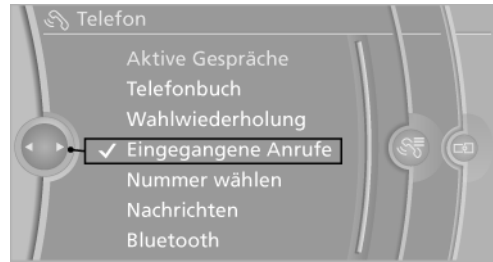 Telefon
Aktive Gespräche
Telefonbuch
Wahlwiederholung
Eingegangene Anrufe
Nummer wählen
Nachrichten
Bluetooth